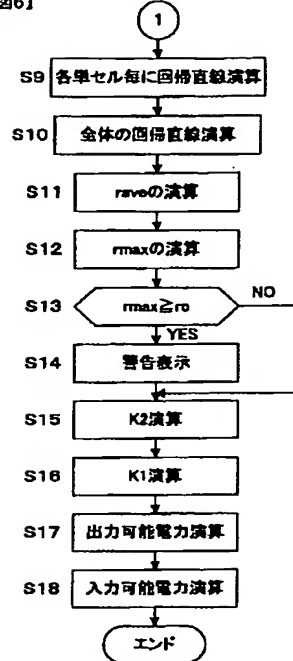 図6】
1
S9 各単セル毎に回帰直線演算
S10 全体の回帰直線演算
S11 raveの演算
S12 rmaxの演算
S13 rmax≧ro NO
YES
S14 警告表示
S15 K2演算
S16 K1演算
S17 出力可能電力演算
S18 入力可能電力演算
エンド